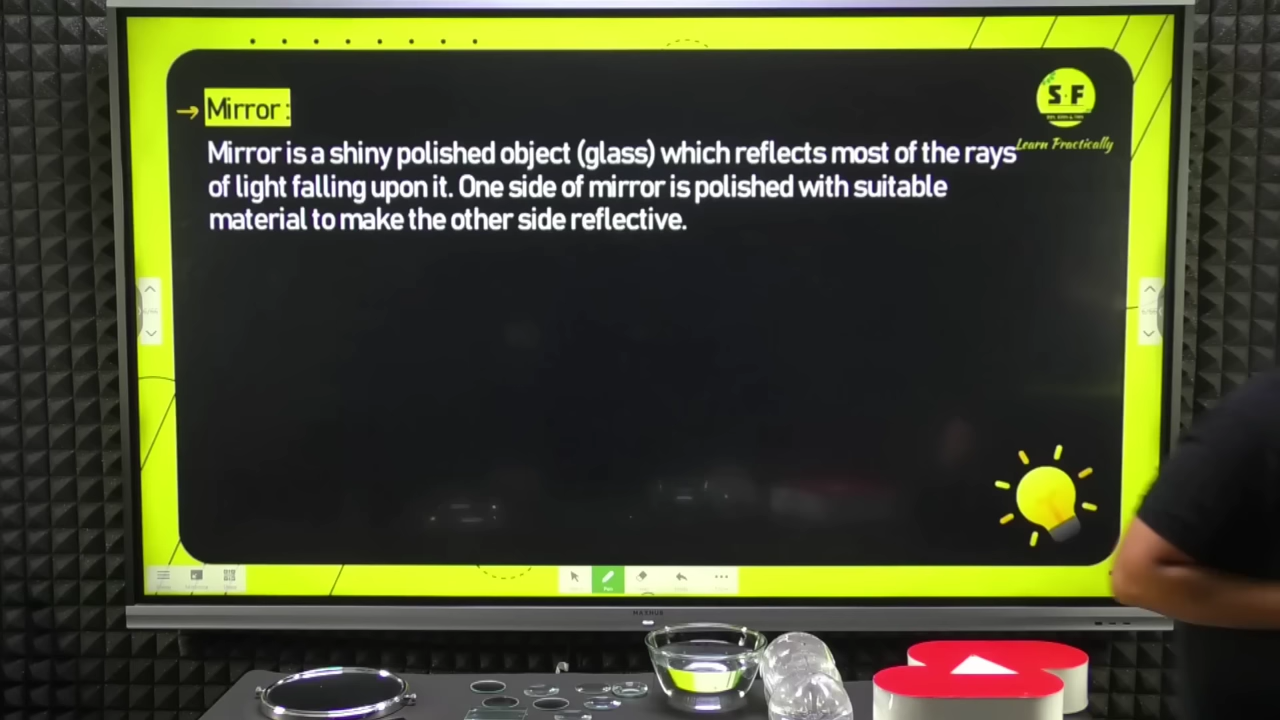 → Mirror :
S·F
Learn Practically
Mirror is a shiny polished object (glass) which reflects most of the rays
of light falling upon it. One side of mirror is polished with suitable
material to make the other side reflective.
MAXHUB